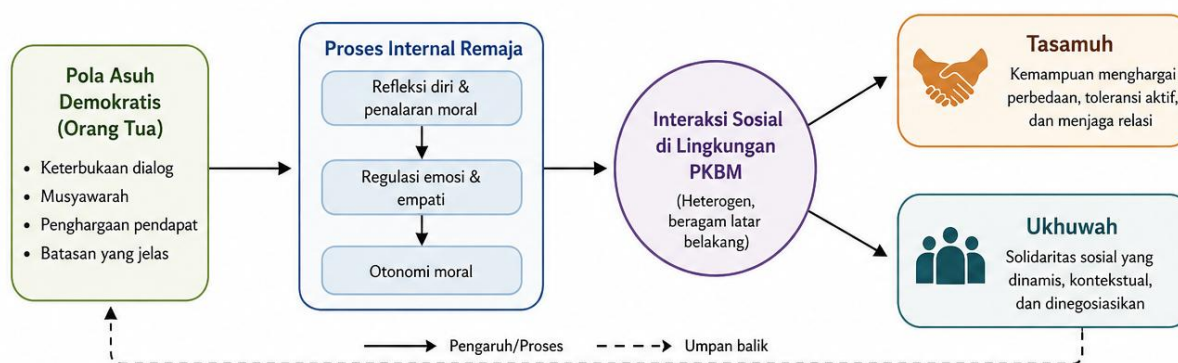 Pola Asuh
Demokratis
(Orang Tua)
• Keterbukaan dialog
• Musyawarah
• Penghargaan pendapat
• Batasan yang jelas
Proses Internal Remaja
Refleksi diri &
penalaran moral
Regulasi emosi &
empati
Otonomi moral
Interaksi Sosial
di Lingkungan
PKBM
(Heterogen,
beragam latar
belakang)
Tasamuh
Kemampuan menghargai
perbedaan, toleransi aktif,
dan menjaga relasi
Ukhuwah
Solidaritas sosial yang
dinamis, kontekstual,
dan dinegosiasikan
Pengaruh/Proses
Umpan balik